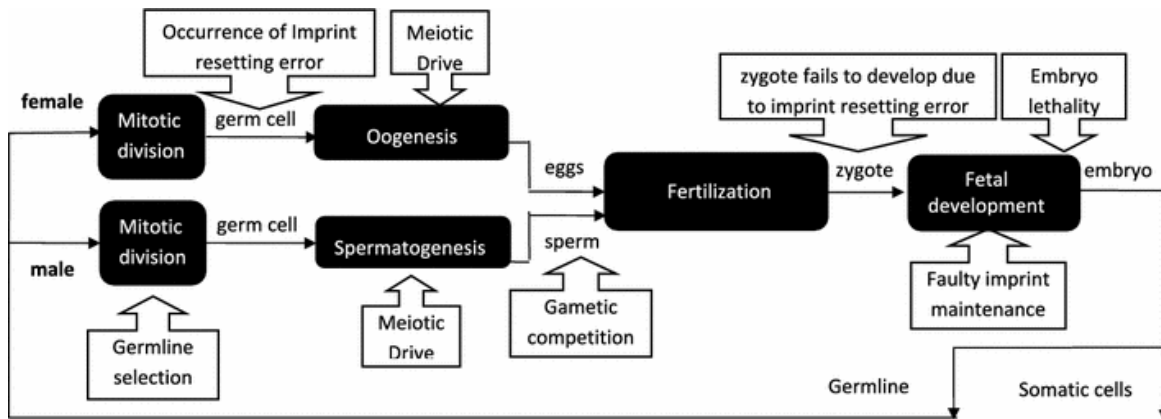 Occurrence of Imprint
resetting error
Meiotic
Drive
zygote fails to develop due
to imprint resetting error
Embryo
lethality
female
Mitotic
division
germ cell
Oogenesis
eggs
Fertilization
zygote
Fetal
development
embryo
male
Mitotic
division
germ cell
Spermatogenesis
sperm
Germline
selection
Meiotic
Drive
Gametic
competition
Faulty imprint
maintenance
Germline
Somatic cells